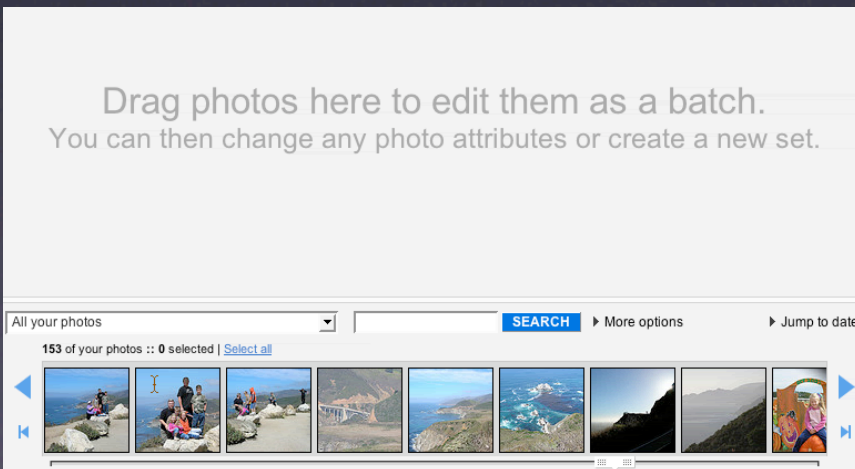 Drag photos here to edit them as a batch.
You can then change any photo attributes or create a new set.
All your photos SEARCH More options Jump to date
153 of your photos :: 0 selected | Select all